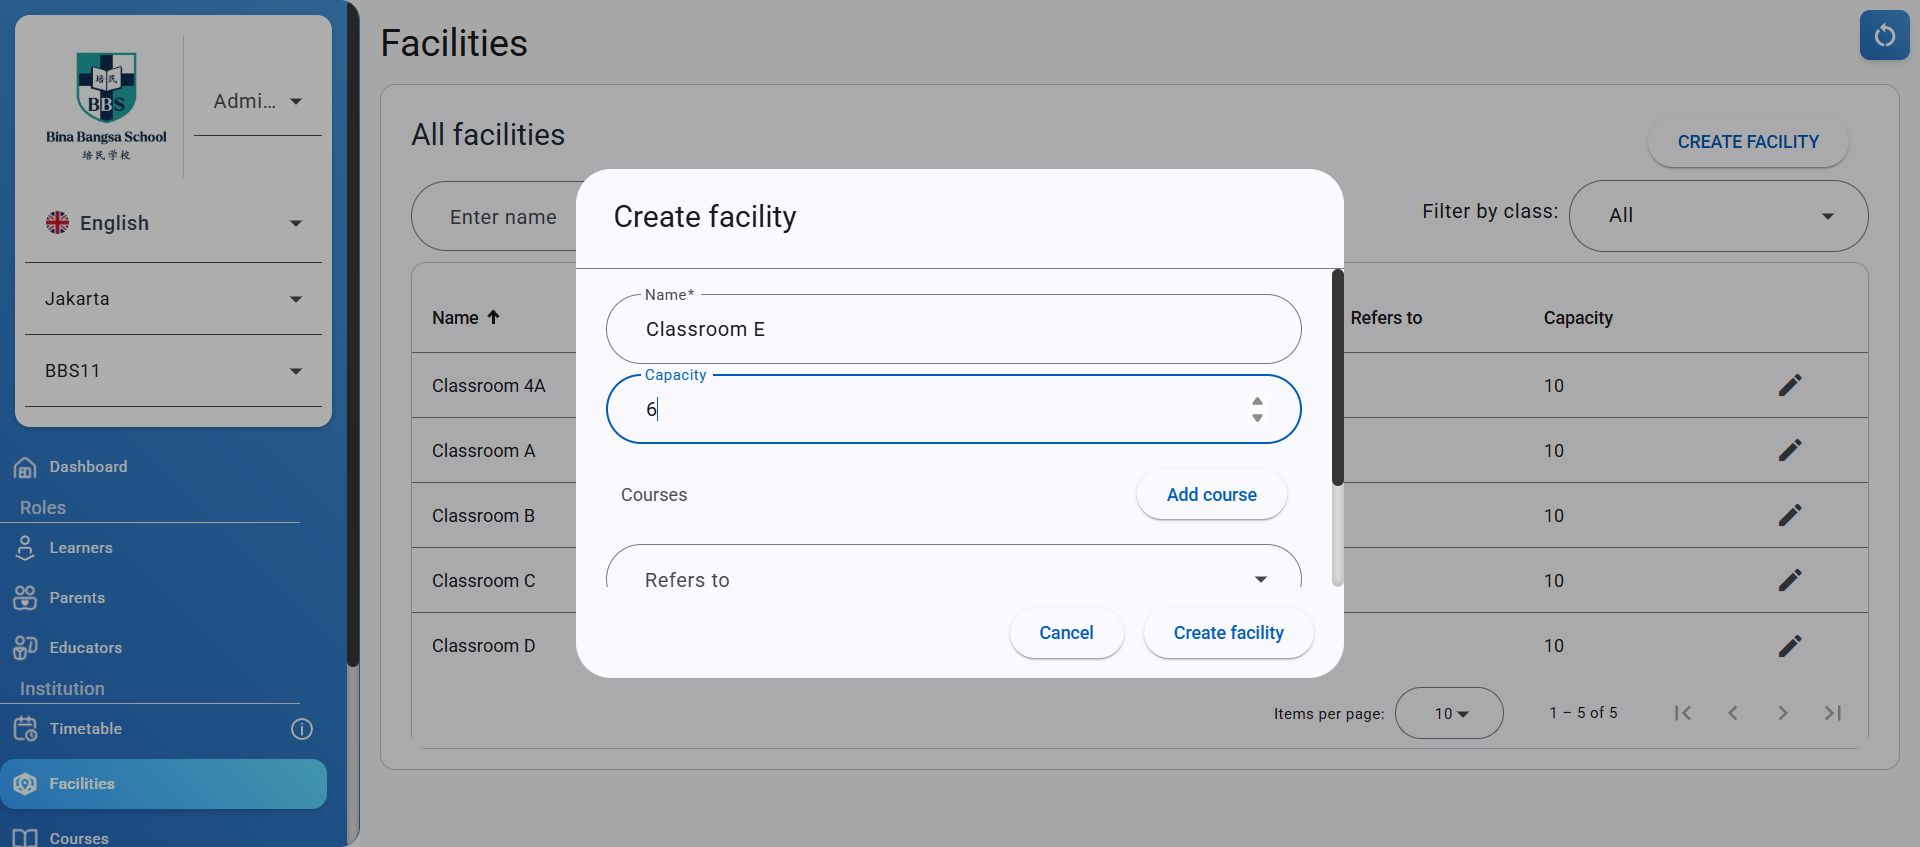 培民
BBS
Bina Bangsa School
培民学校
Admi...
English
Jakarta
BBS11
Dashboard
Roles
Learners
Parents
Educators
Institution
Timetable
Facilities
Courses
Facilities
All facilities
CREATE FACILITY
Enter name
Filter by class:
All
Name
Refers to
Capacity
Classroom 4A
10
Classroom A
10
Classroom B
10
Classroom C
10
Classroom D
10
Items per page:
10
1 – 5 of 5
Create facility
Name*
Classroom E
Capacity
6
Courses
Add course
Refers to
Cancel
Create facility